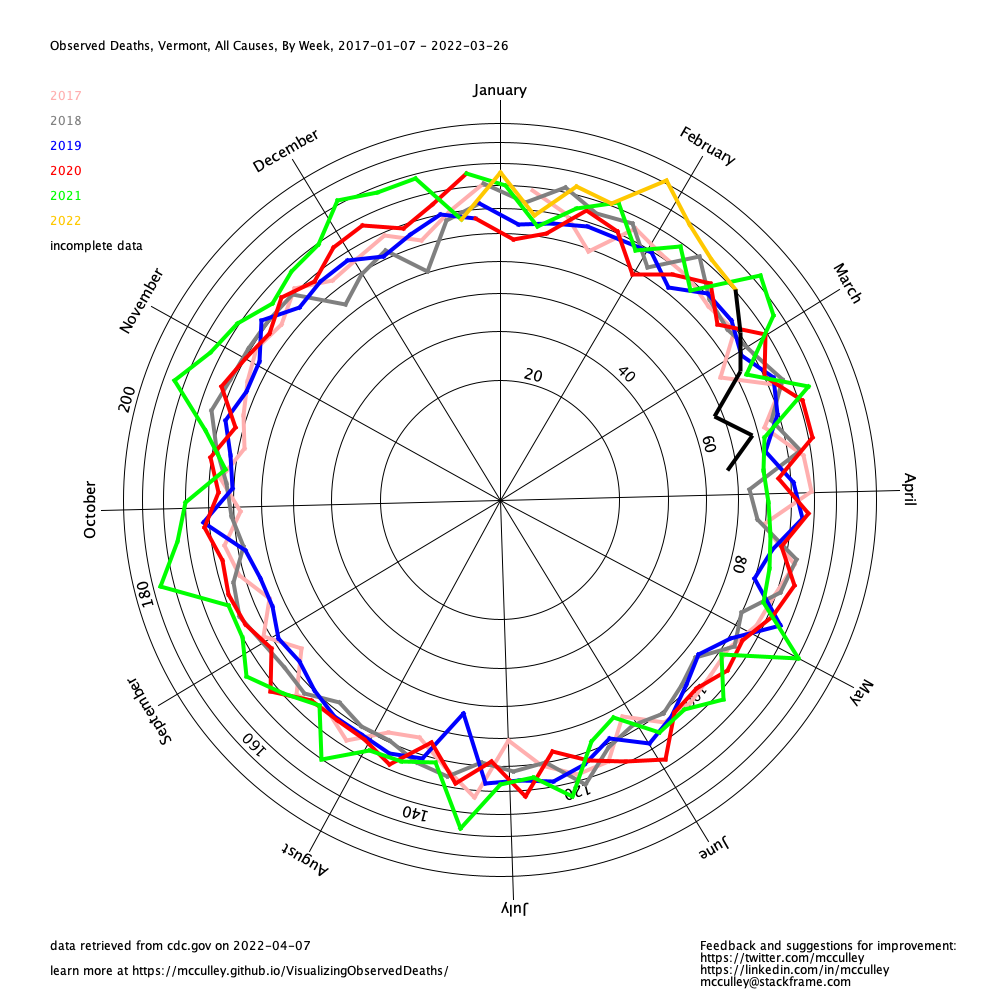 Observed Deaths, Vermont, All Causes, By Week, 2017-01-07 - 2022-03-26
2017
2018
2019
2020
2021
2022
incomplete data
January
February
March
April
May
June
July
August
September
October
November
December
20
40
60
80
120
140
160
180
200
data retrieved from cdc.gov on 2022-04-07
learn more at https://mcculley.github.io/VisualizingObservedDeaths/
Feedback and suggestions for improvement:
https://twitter.com/mcculley
https://linkedin.com/in/mcculley
mcculley@stackframe.com